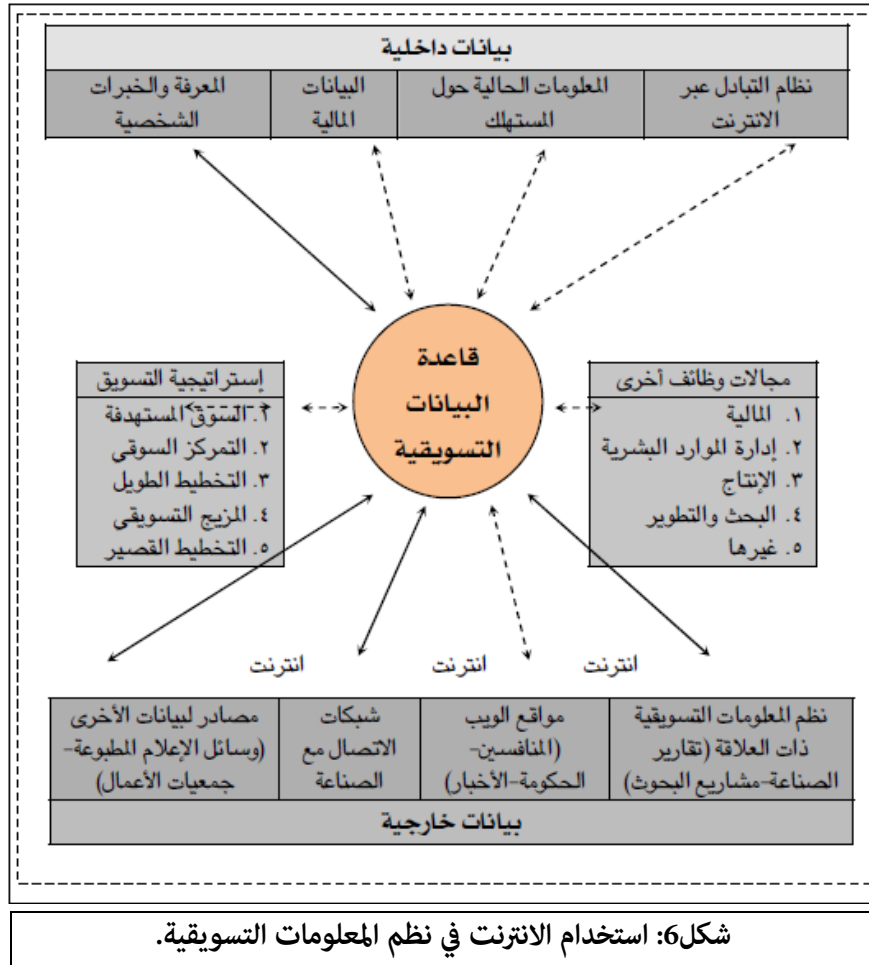 بيانات داخلية
نظام التبادل عبر
الانترنت
المعلومات الحالية حول
المستهلك
البيانات
المالية
المعرفة والخبرات
الشخصية
قاعدة
البيانات
التسويقية
مجالات وظائف أخرى
١. المالية
٢. إدارة الموارد البشرية
٣. الإنتاج
٤. البحث والتطوير
٥. غيرها
إستراتيجية التسويق
١. السوق المستهدفة
٢. التمركز السوقي
٣. التخطيط الطويل
٤. المزيج التسويقي
٥. التخطيط القصير
انترنت
انترنت
انترنت
نظم المعلومات التسويقية
ذات العلاقة (تقارير
الصناعة-مشاريع البحوث)
مواقع الويب
(المنافسين-
الحكومة-الأخبار)
شبكات
الاتصال مع
الصناعة
مصادر لبيانات الأخرى
(وسائل الإعلام المطبوعة-
جمعيات الأعمال)
بيانات خارجية
شكل6: استخدام الانترنت في نظم المعلومات التسويقية.